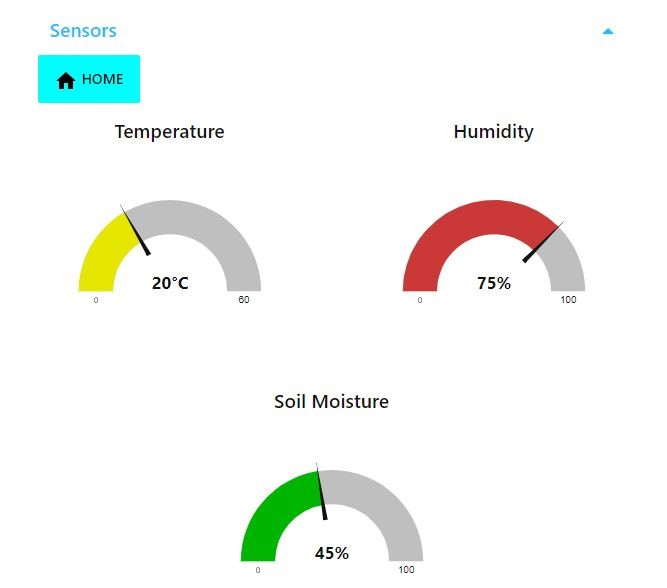 Sensors
HOME
Temperature
Humidity
20°C
0
60
75%
0
100
Soil Moisture
45%
0
100